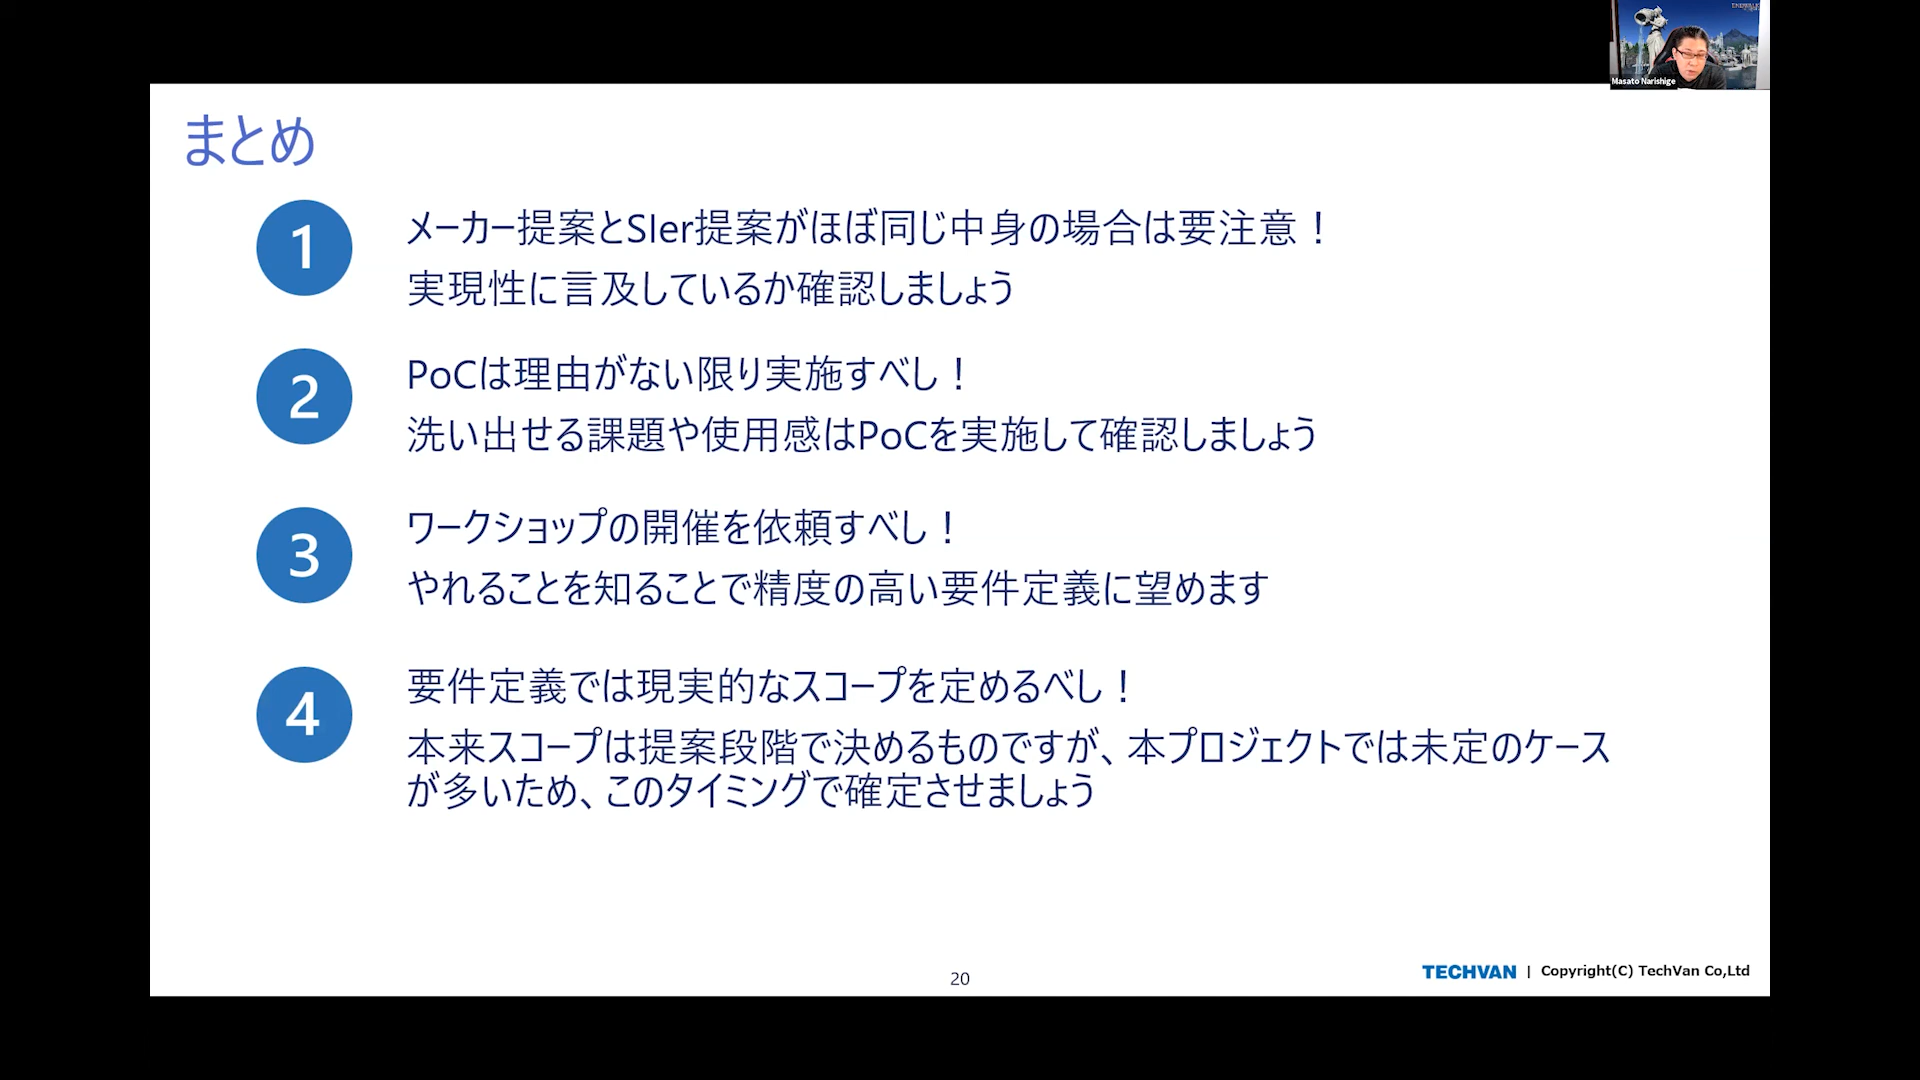 Masato Narishige
まとめ
1
メーカー提案とSIer提案がほぼ同じ中身の場合は要注意！
実現性に言及しているか確認しましょう
2
PoCは理由がない限り実施すべし！
洗い出せる課題や使用感はPoCを実施して確認しましょう
3
ワークショップの開催を依頼すべし！
やれることを知ることで精度の高い要件定義に望めます
4
要件定義では現実的なスコープを定めるべし！
本来スコープは提案段階で決めるものですが、本プロジェクトでは未定のケース
が多いため、このタイミングで確定させましょう
20
TECHVAN | Copyright(C) TechVan Co,Ltd